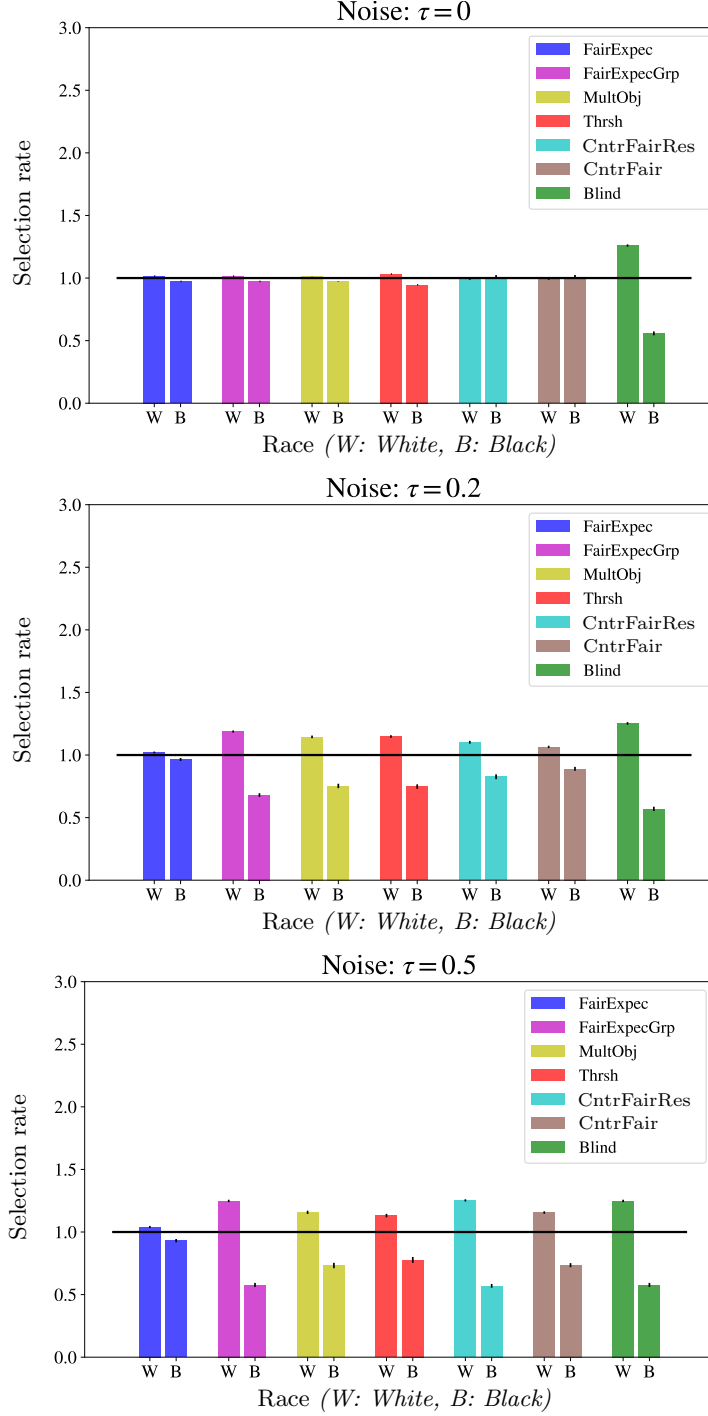 Noise: τ = 0
3.0
2.5
2.0
1.5
1.0
0.5
0.0
Selection rate
FairExpec
FairExpecGrp
MultObj
Thrsh
CntrFairRes
CntrFair
Blind
W B W B W B W B W B W B W B
Race (W: White, B: Black)
Noise: τ = 0.2
3.0
2.5
2.0
1.5
1.0
0.5
0.0
Selection rate
FairExpec
FairExpecGrp
MultObj
Thrsh
CntrFairRes
CntrFair
Blind
W B W B W B W B W B W B W B
Race (W: White, B: Black)
Noise: τ = 0.5
3.0
2.5
2.0
1.5
1.0
0.5
0.0
Selection rate
FairExpec
FairExpecGrp
MultObj
Thrsh
CntrFairRes
CntrFair
Blind
W B W B W B W B W B W B W B
Race (W: White, B: Black)